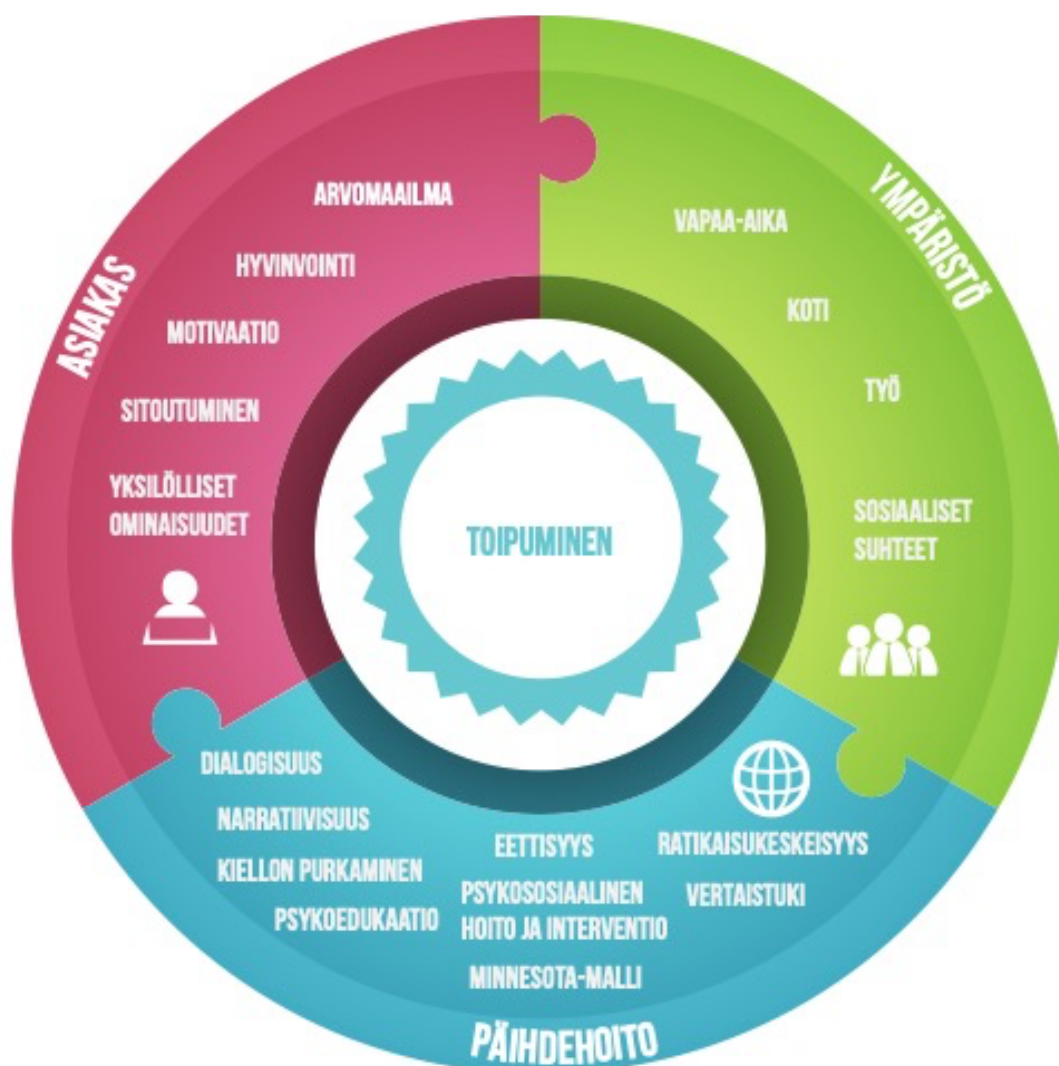 ASIAKAS
ARVOMAAILMA
HYVINVOINTI
MOTIVAATIO
SITOUTUMINEN
YKSILÖLLISET
OMINAISUUDET
YMPÄRISTÖ
VAPAA-AIKA
KOTI
TYÖ
SOSIAALISET
SUHTEET
TOIPUMINEN
DIALOGISUUS
NARRATIIVISUUS
KIELLON PURKAMINEN
PSYKOEDUKAATIO
EETTISYYS
PSYKOSOSIAALINEN
HOITO JA INTERVENTIO
MINNESOTA-MALLI
RATIKAISUKESKEISYYS
VERTAISTUKI
PÄIHDEHOITO